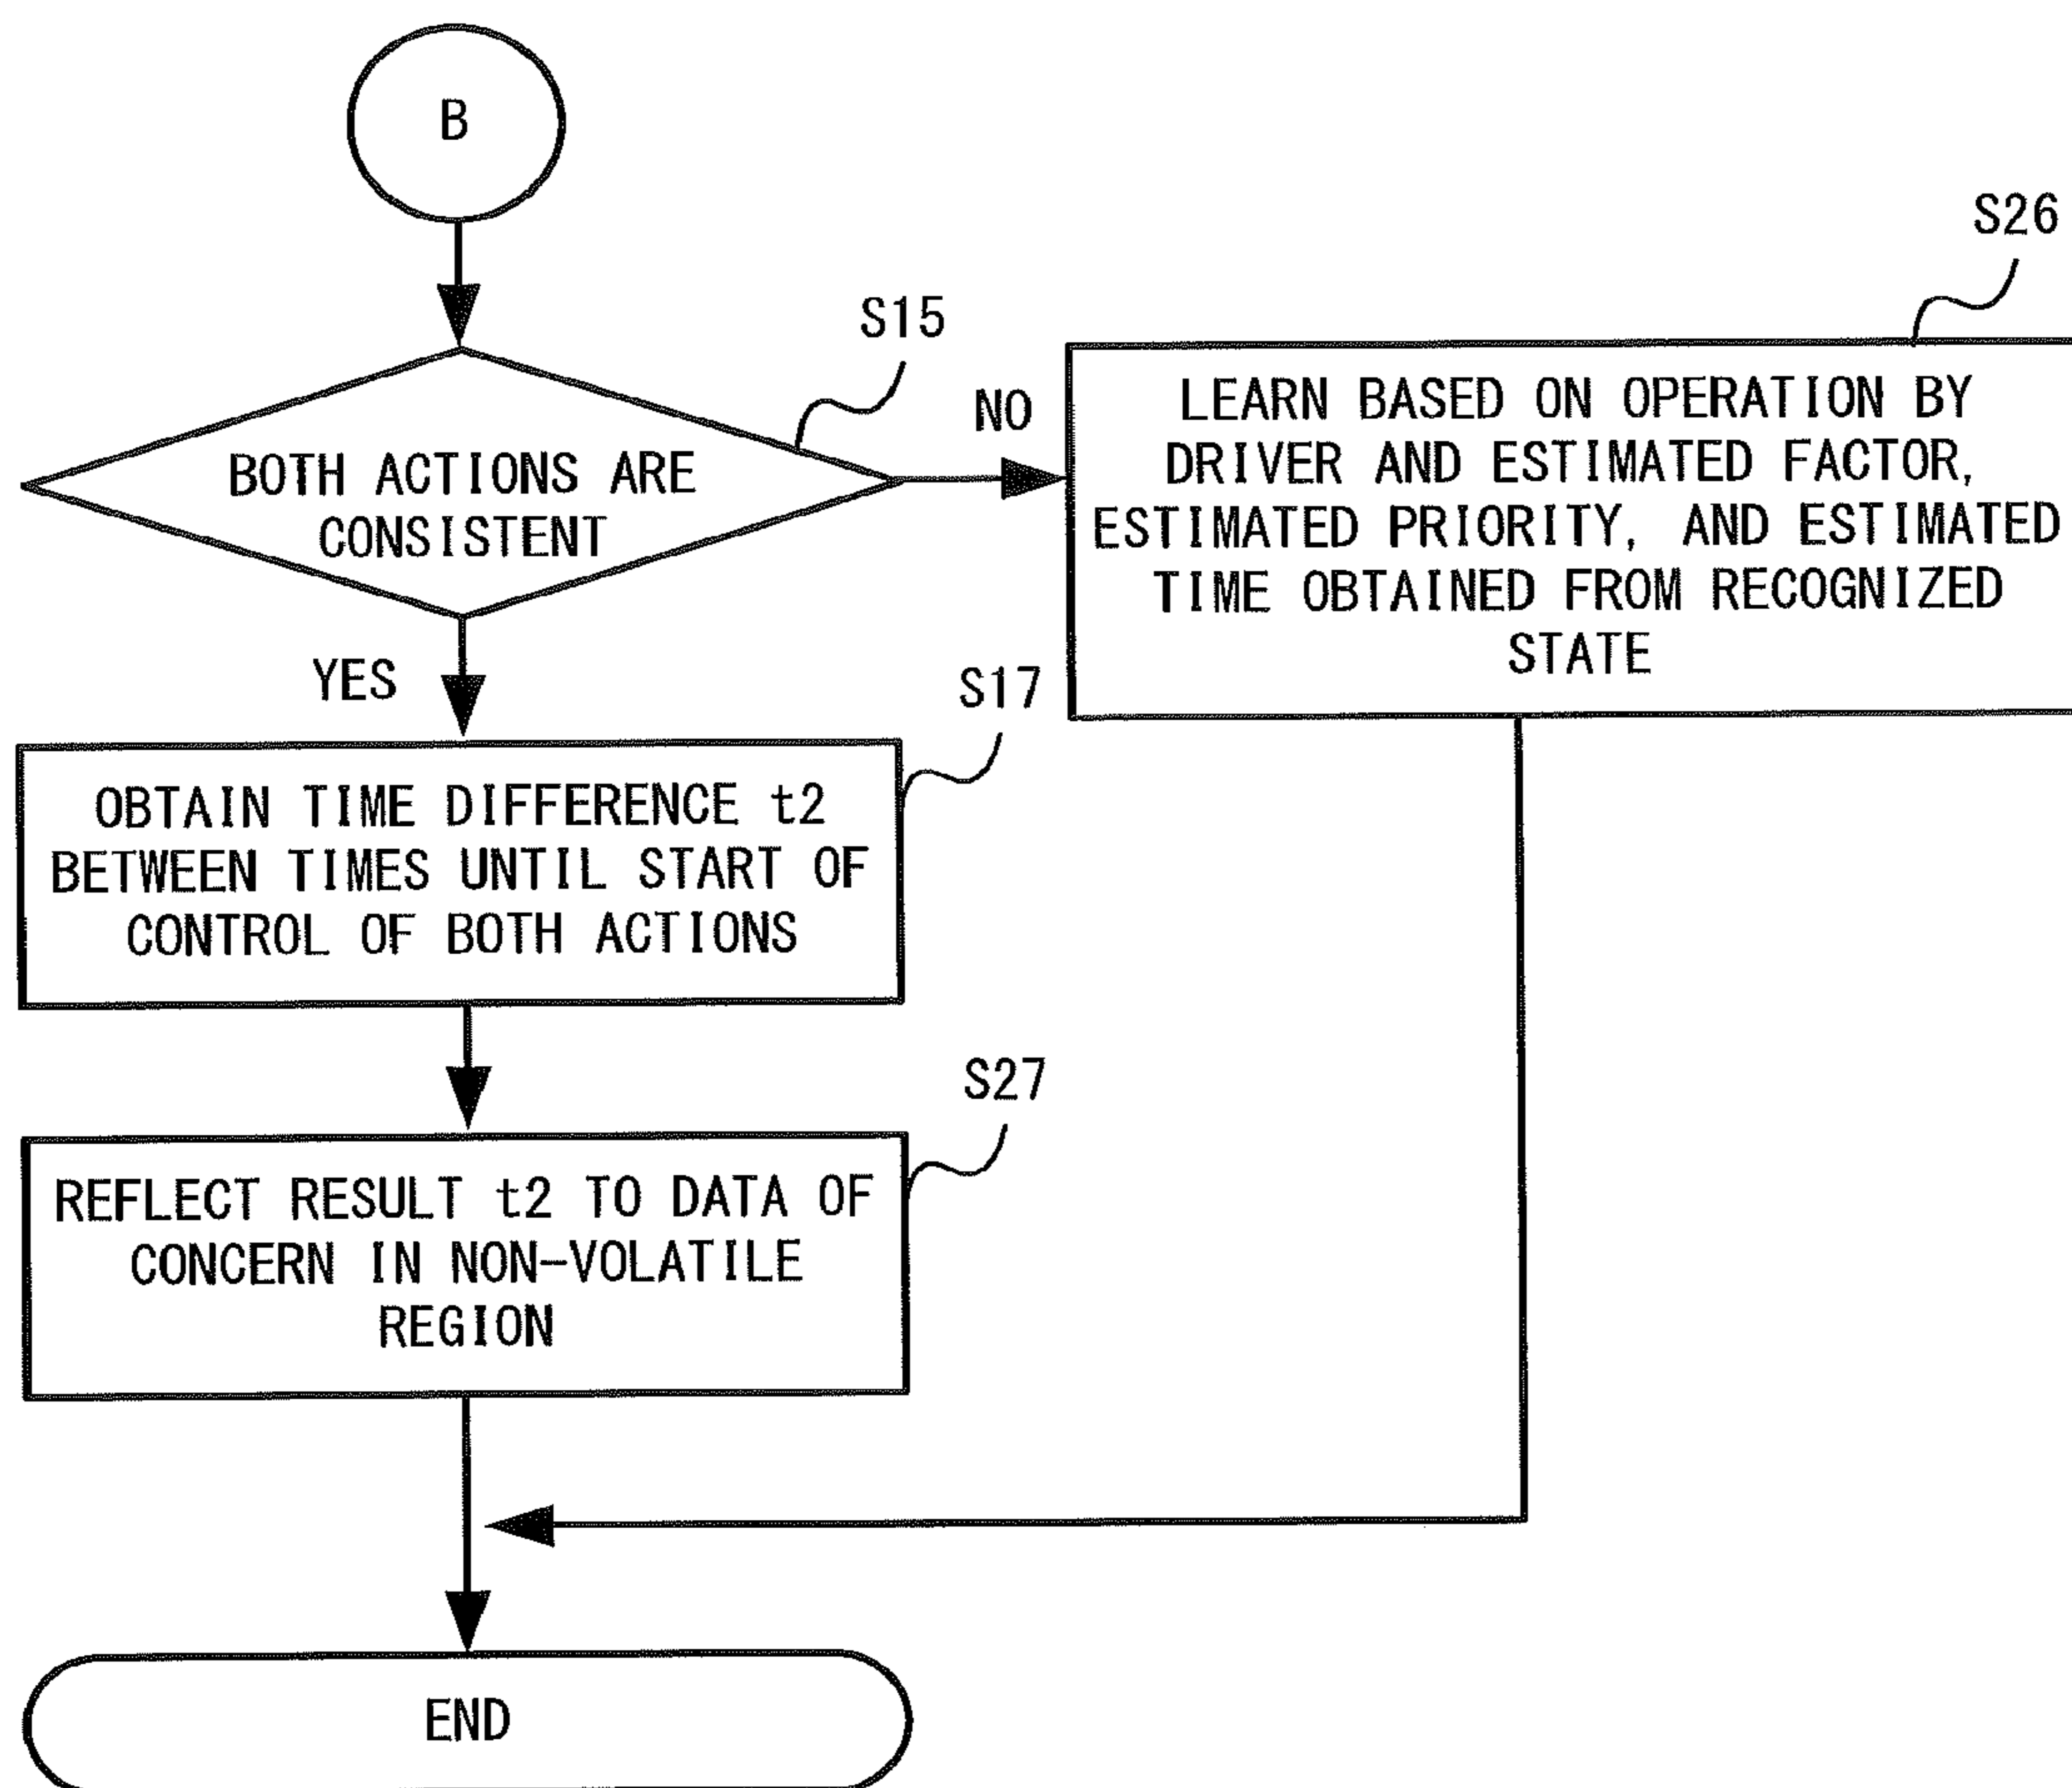 B
S15
BOTH ACTIONS ARE
CONSISTENT
NO
S26
LEARN BASED ON OPERATION BY
DRIVER AND ESTIMATED FACTOR,
ESTIMATED PRIORITY, AND ESTIMATED
TIME OBTAINED FROM RECOGNIZED
STATE
YES
S17
OBTAIN TIME DIFFERENCE t2
BETWEEN TIMES UNTIL START OF
CONTROL OF BOTH ACTIONS
S27
REFLECT RESULT t2 TO DATA OF
CONCERN IN NON-VOLATILE
REGION
END